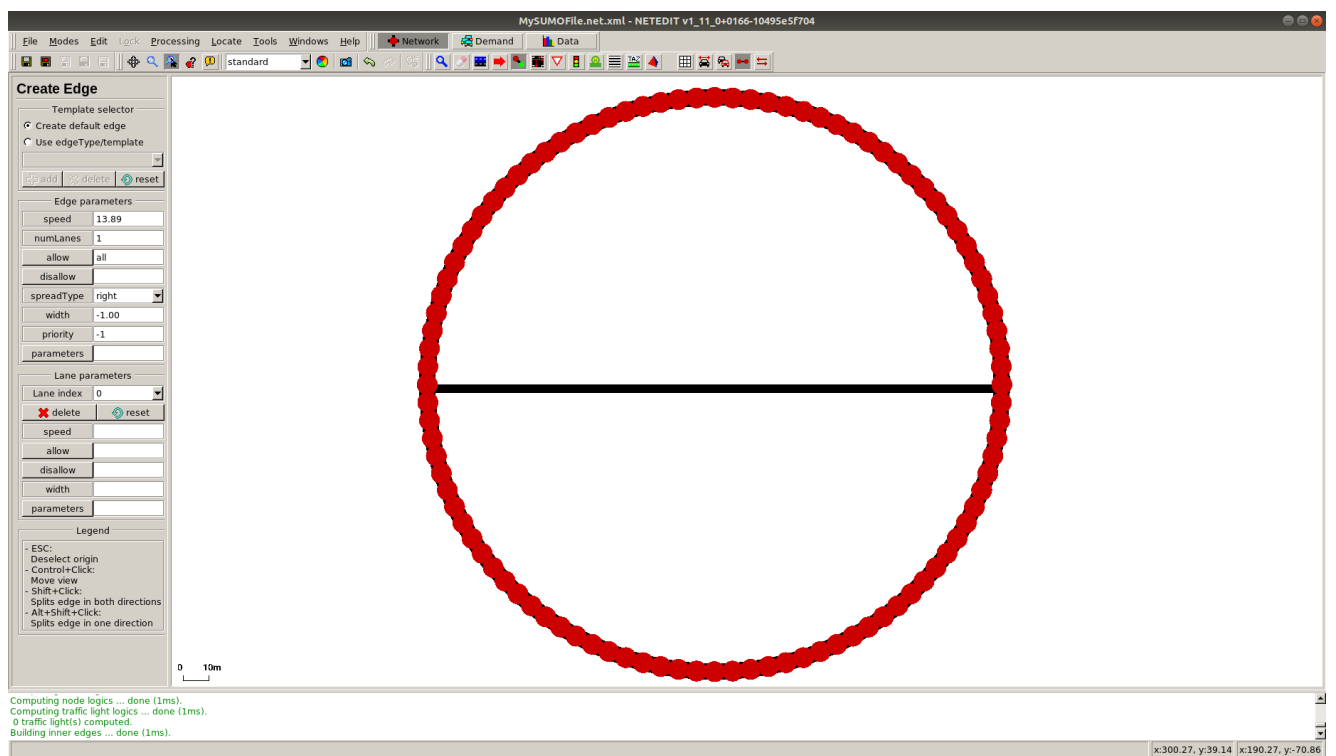 MySUMOFile.net.xml - NETEDIT v1_11_0+0166-10495e5f704
File Modes Edit Lock Processing Locate Tools Windows Help Network Demand Data
standard TAZ
Create Edge
Template selector
Create default edge
Use edgeType/template
add delete reset
Edge parameters
speed 13.89
numLanes 1
allow all
disallow
spreadType right
width -1.00
priority -1
parameters
Lane parameters
Lane index 0
delete reset
speed
allow
disallow
width
parameters
Legend
- ESC:
Deselect origin
- Control+Click:
Move view
- Shift+Click:
Splits edge in both directions
- Alt+Shift+Click:
Splits edge in one direction
0 10m
Computing node logics ... done (1ms).
Computing traffic light logics ... done (1ms).
0 traffic light(s) computed.
Building inner edges ... done (1ms).
x:300.27, y:39.14 x:190.27, y:-70.86